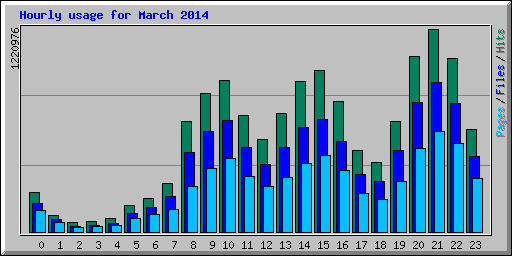 Hourly usage for March 2014
1220976
Pages/Files/Hits
0 1 2 3 4 5 6 7 8 9 10 11 12 13 14 15 16 17 18 19 20 21 22 23